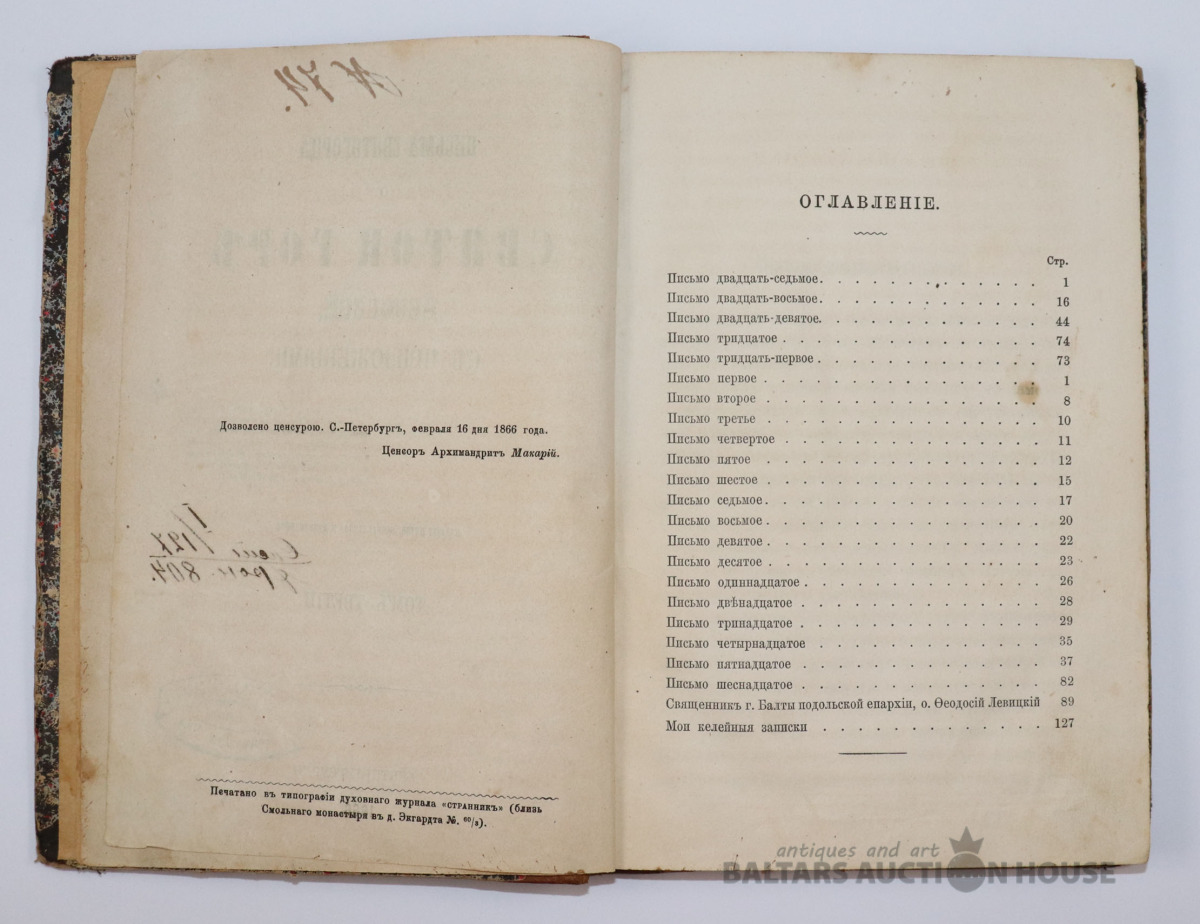 № 74.
Дозволено цензурою. С.-Петербургъ, февраля 16 дня 1866 года.
Ценсоръ Архимандритъ Макарій.
Печатано въ типографіи духовнаго журнала «СТРАННИКЪ» (близь
Смольнаго монастыря въ д. Экгардта №. 60/3).
ОГЛАВЛЕНІЕ.
Стр.
Письмо двадцать-седьмое. 1
Письмо двадцать-восьмое. 16
Письмо двадцать-девятое. 44
Письмо тридцатое. 74
Письмо тридцать-первое. 73
Письмо первое. 1
Письмо второе. 8
Письмо третье. 10
Письмо четвертое. 11
Письмо пятое. 12
Письмо шестое. 15
Письмо седьмое. 17
Письмо восьмое. 20
Письмо девятое. 22
Письмо десятое. 23
Письмо одиннадцатое. 26
Письмо двѣнадцатое. 28
Письмо тринадцатое. 29
Письмо четырнадцатое. 35
Письмо пятнадцатое. 37
Письмо шеснадцатое. 82
Священникъ г. Балты подольской епархіи, о. Ѳеодосій Левицкій 89
Мои келейныя записки. 127
antiques and art
BALTARS AUCTION HOUSE